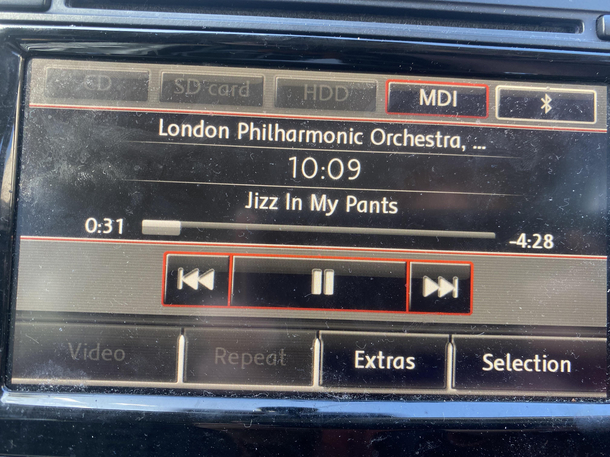 CD SD card HDD MDI
London Philharmonic Orchestra, ...
10:09
Jizz In My Pants
0:31 -4:28
Video Repeat Extras Selection